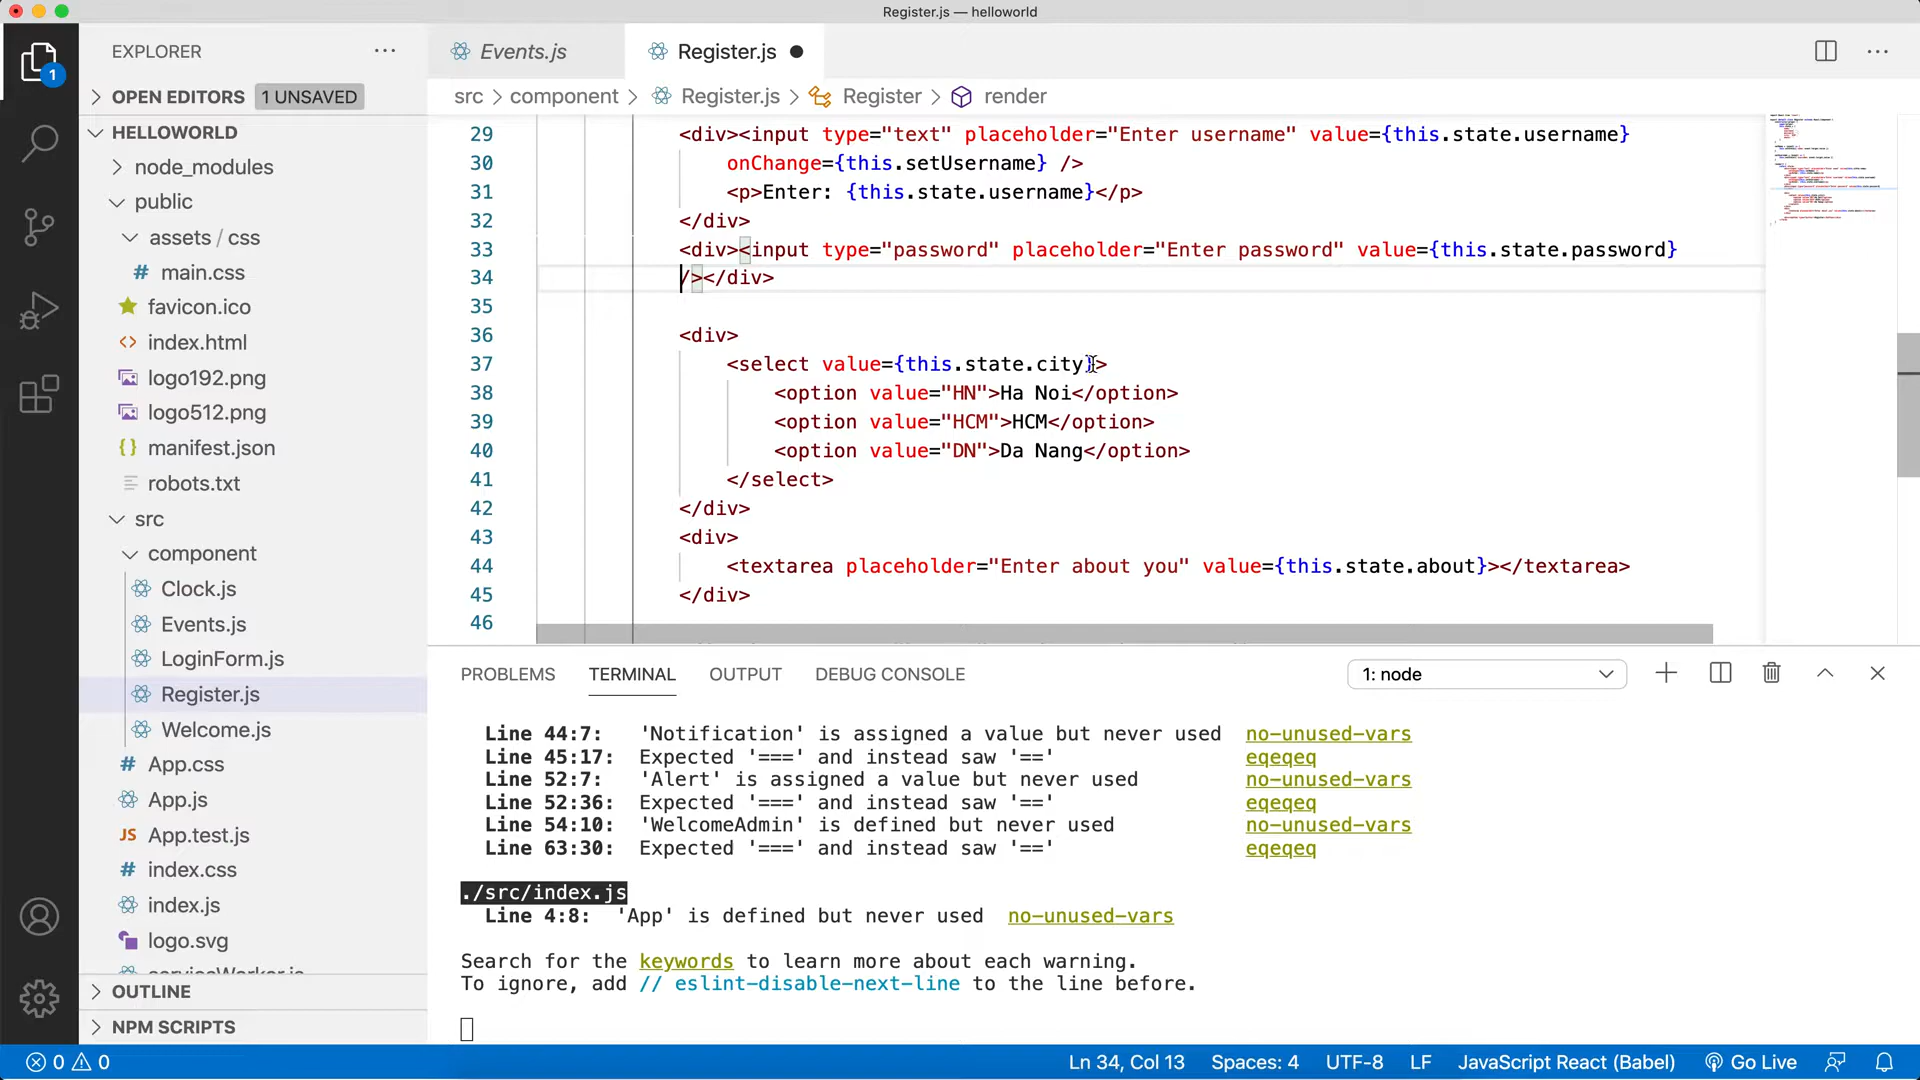 Register.js — helloworld
EXPLORER
1
Events.js
Register.js
OPEN EDITORS 1 UNSAVED
src > component > Register.js > Register > render
HELLOWORLD
node_modules
public
assets / css
main.css
favicon.ico
index.html
logo192.png
logo512.png
manifest.json
robots.txt
src
component
Clock.js
Events.js
LoginForm.js
Register.js
Welcome.js
App.css
App.js
App.test.js
index.css
index.js
logo.svg
serviceWorker.js
OUTLINE
NPM SCRIPTS
29 <div><input type="text" placeholder="Enter username" value={this.state.username}
30 onChange={this.setUsername} />
31 <p>Enter: {this.state.username}</p>
32 </div>
33 <div><input type="password" placeholder="Enter password" value={this.state.password}
34 /></div>
35
36 <div>
37 <select value={this.state.city}>
38 <option value="HN">Ha Noi</option>
39 <option value="HCM">HCM</option>
40 <option value="DN">Da Nang</option>
41 </select>
42 </div>
43 <div>
44 <textarea placeholder="Enter about you" value={this.state.about}></textarea>
45 </div>
46
PROBLEMS TERMINAL OUTPUT DEBUG CONSOLE 1: node
Line 44:7: 'Notification' is assigned a value but never used no-unused-vars
Line 45:17: Expected '===' and instead saw '==' eqeqeq
Line 52:7: 'Alert' is assigned a value but never used no-unused-vars
Line 52:36: Expected '===' and instead saw '==' eqeqeq
Line 54:10: 'WelcomeAdmin' is defined but never used no-unused-vars
Line 63:30: Expected '===' and instead saw '==' eqeqeq
./src/index.js
Line 4:8: 'App' is defined but never used no-unused-vars
Search for the keywords to learn more about each warning.
To ignore, add // eslint-disable-next-line to the line before.
0 0
Ln 34, Col 13 Spaces: 4 UTF-8 LF JavaScript React (Babel) Go Live